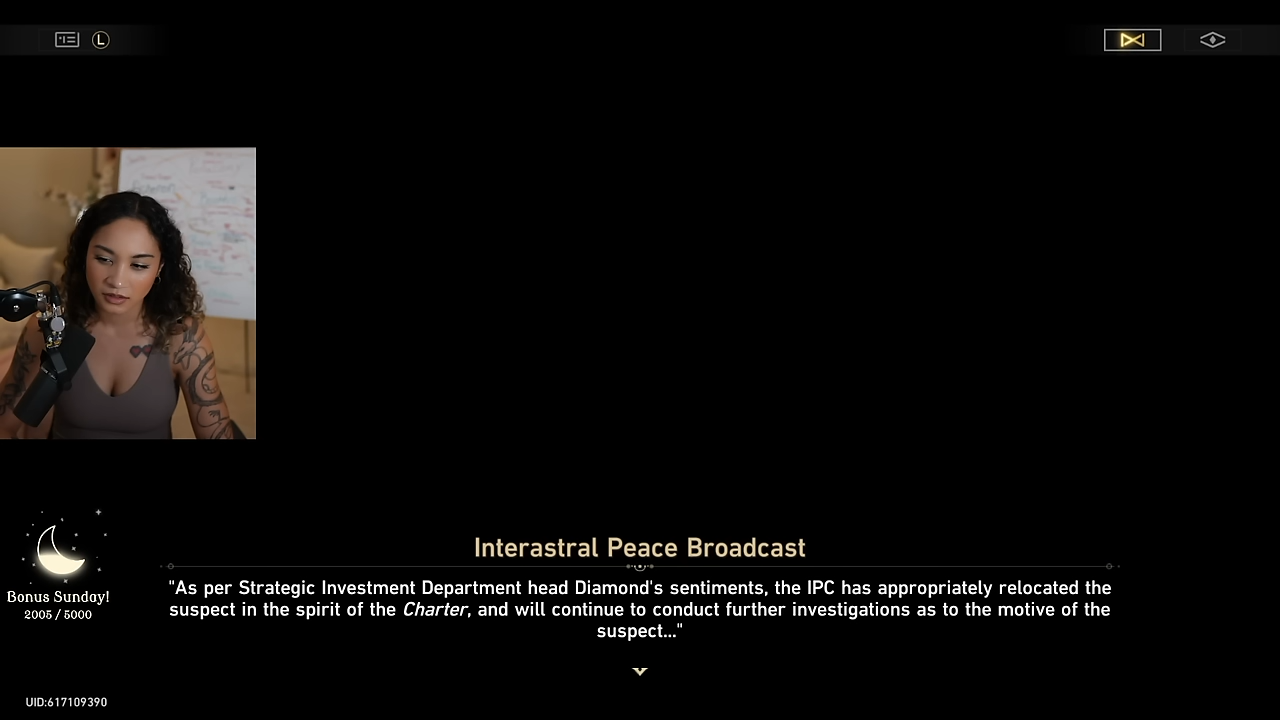 L
Interastral Peace Broadcast
"As per Strategic Investment Department head Diamond's sentiments, the IPC has appropriately relocated the
suspect in the spirit of the Charter, and will continue to conduct further investigations as to the motive of the
suspect..."
Bonus Sunday!
2005 / 5000
UID:617109390